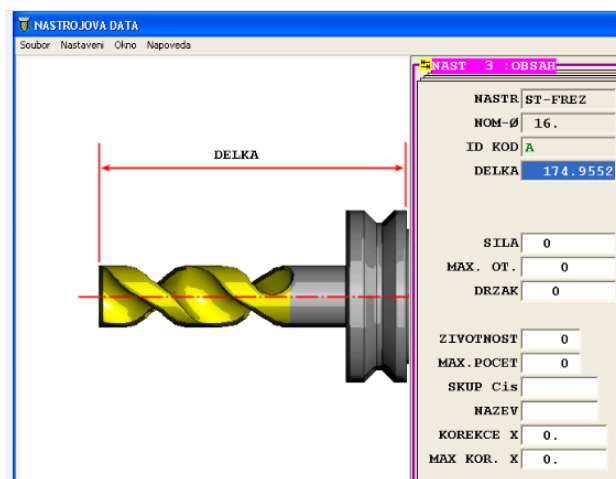 NASTROJOVA DATA
Soubor Nastaveni Okno Napoveda
NAST 3 :OBSAH
DELKA
NASTR ST-FREZ
NOM-Ø 16.
ID KOD A
DELKA 174.9552
SILA 0
MAX. OT. 0
DRZAK 0
ZIVOTNOST 0
MAX.POCET 0
SKUP Cis
NAZEV
KOREKCE X 0.
MAX KOR. X 0.